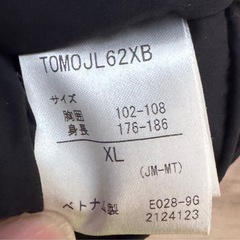 TOMOJL62XB
サイズ
胸囲 102-108
身長 176-186
XL
(JM-MT)
ベトナム製 E028-9G
2124123